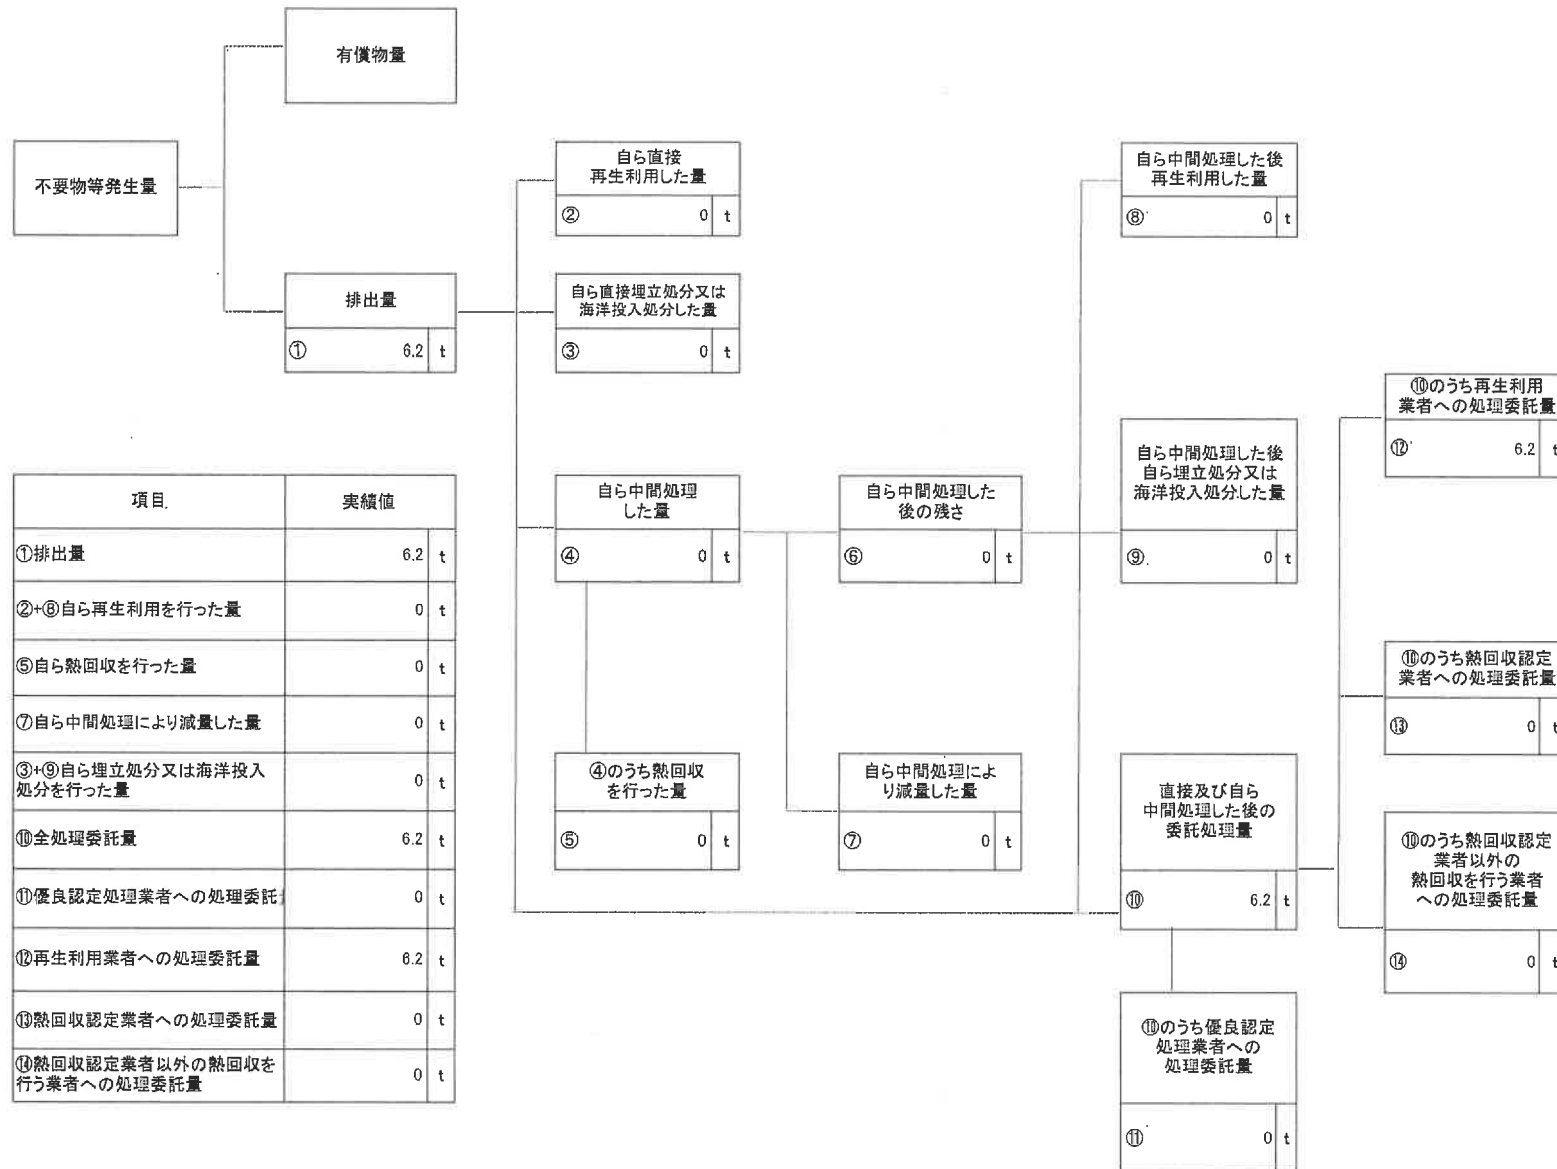 有償物量
不要物等発生量
排出量
① 6.2 t
自ら直接
再生利用した量
② 0 t
自ら直接埋立処分又は
海洋投入処分した量
③ 0 t
自ら中間処理
した量
④ 0 t
④のうち熱回収
を行った量
⑤ 0 t
自ら中間処理した
後の残さ
⑥ 0 t
自ら中間処理によ
り減量した量
⑦ 0 t
自ら中間処理した後
再生利用した量
⑧ 0 t
自ら中間処理した後
自ら埋立処分又は
海洋投入処分した量
⑨ 0 t
直接及び自ら
中間処理した後の
委託処理量
⑩ 6.2 t
⑩のうち優良認定
処理業者への
処理委託量
⑪ 0 t
⑩のうち再生利用
業者への処理委託量
⑫ 6.2 t
⑩のうち熱回収認定
業者への処理委託量
⑬ 0 t
⑩のうち熱回収認定
業者以外の
熱回収を行う業者
への処理委託量
⑭ 0 t
項目 実績値
①排出量 6.2 t
②+⑧自ら再生利用を行った量 0 t
⑤自ら熱回収を行った量 0 t
⑦自ら中間処理により減量した量 0 t
③+⑨自ら埋立処分又は海洋投入
処分を行った量 0 t
⑩全処理委託量 6.2 t
⑪優良認定処理業者への処理委託 0 t
⑫再生利用業者への処理委託量 6.2 t
⑬熱回収認定業者への処理委託量 0 t
⑭熱回収認定業者以外の熱回収を
行う業者への処理委託量 0 t